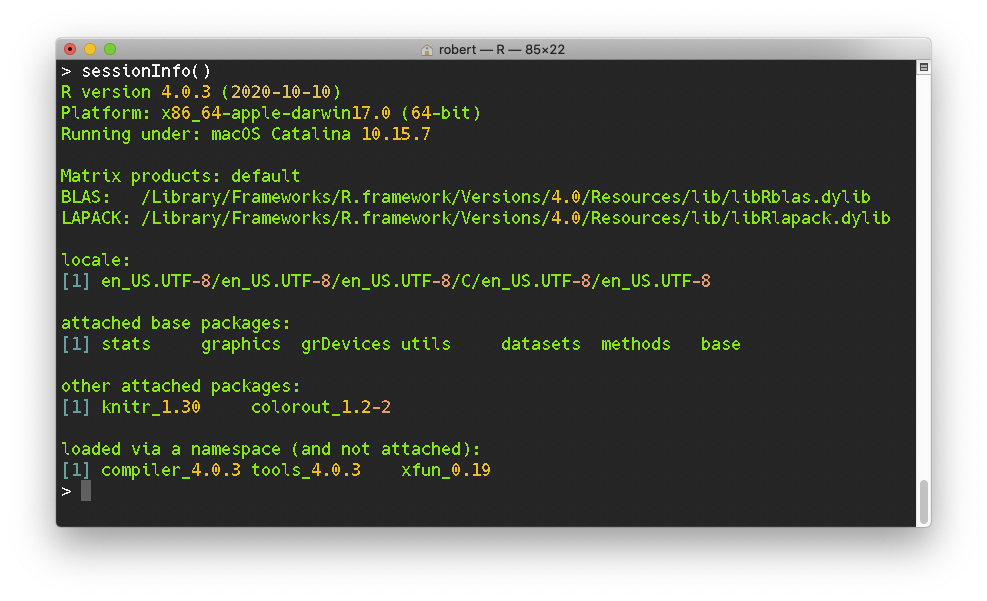 robert — R — 85×22
> sessionInfo()
R version 4.0.3 (2020-10-10)
Platform: x86_64-apple-darwin17.0 (64-bit)
Running under: macOS Catalina 10.15.7

Matrix products: default
BLAS:   /Library/Frameworks/R.framework/Versions/4.0/Resources/lib/libRblas.dylib
LAPACK: /Library/Frameworks/R.framework/Versions/4.0/Resources/lib/libRlapack.dylib

locale:
[1] en_US.UTF-8/en_US.UTF-8/en_US.UTF-8/C/en_US.UTF-8/en_US.UTF-8

attached base packages:
[1] stats     graphics  grDevices utils     datasets  methods   base

other attached packages:
[1] knitr_1.30     colorout_1.2-2

loaded via a namespace (and not attached):
[1] compiler_4.0.3 tools_4.0.3    xfun_0.19
>